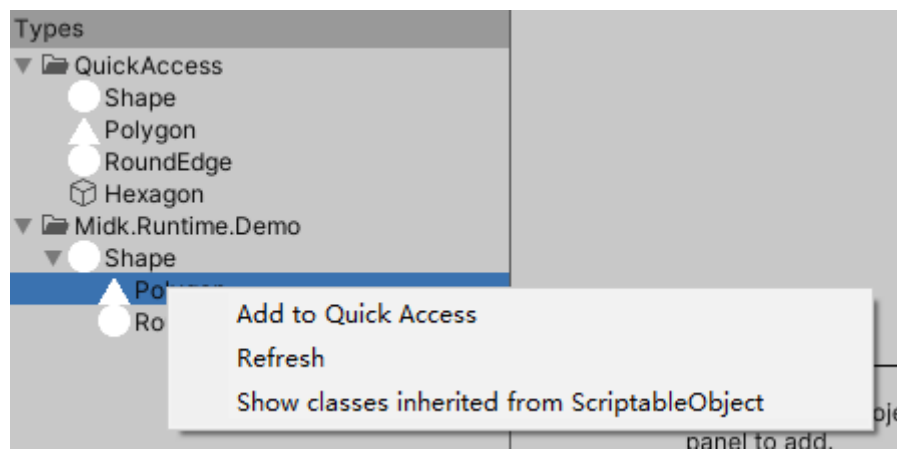 Types
QuickAccess
Shape
Polygon
RoundEdge
Hexagon
Midk.Runtime.Demo
Shape
Add to Quick Access
Refresh
Show classes inherited from ScriptableObject
panel to add.